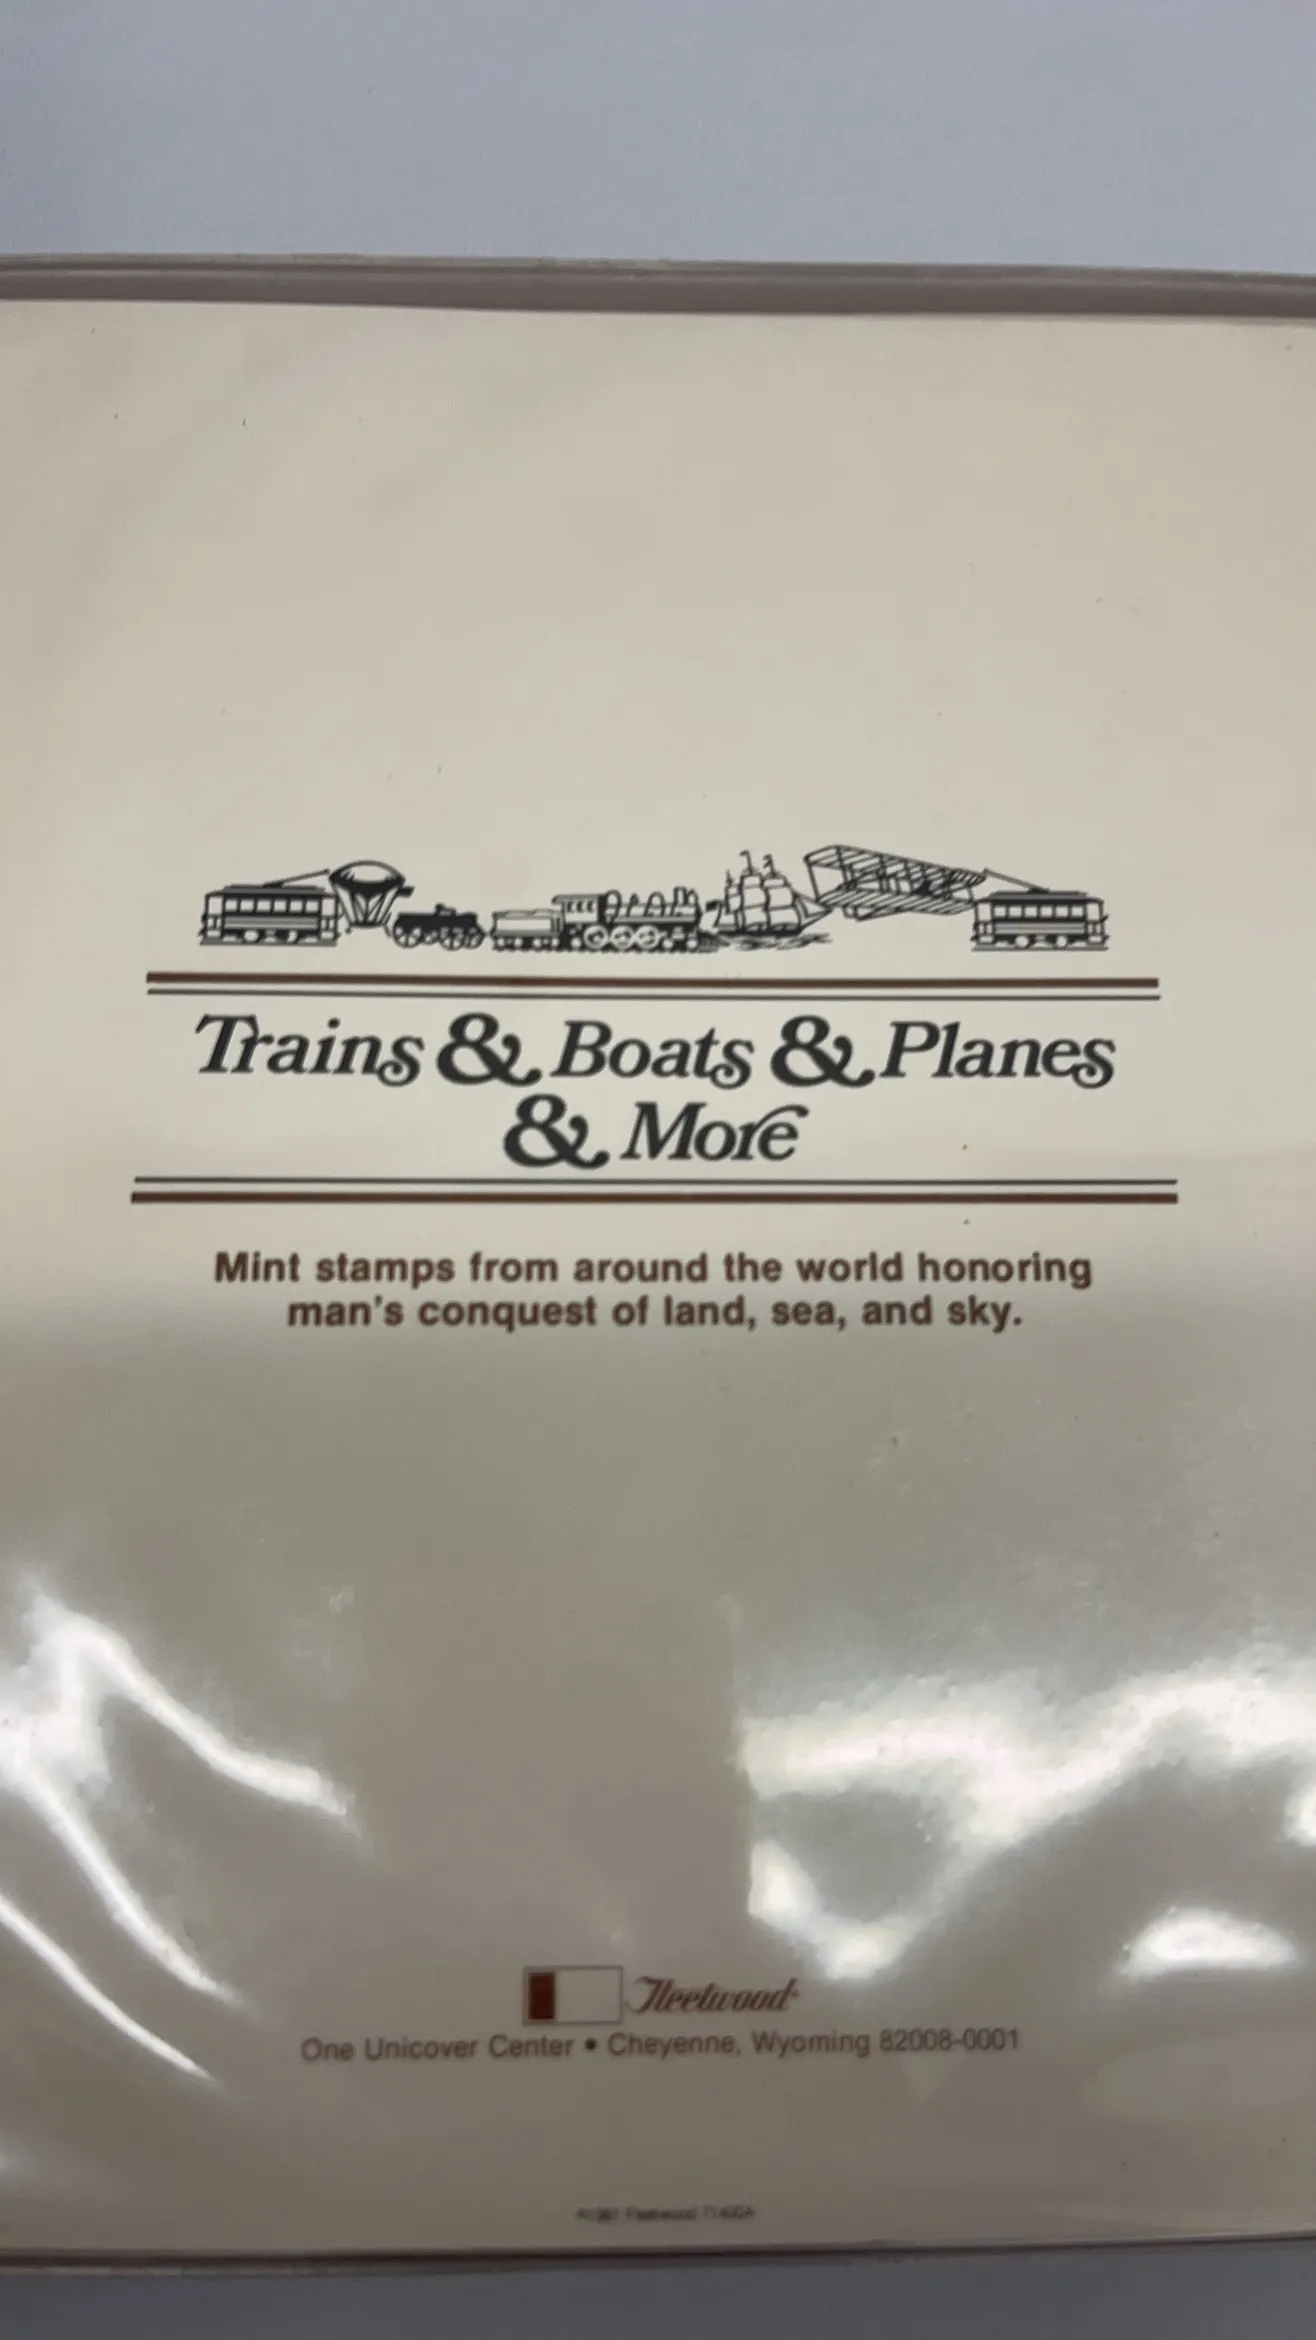 Trains & Boats & Planes
& More
Mint stamps from around the world honoring
man's conquest of land, sea, and sky.
Fleetwood
One Unicover Center • Cheyenne, Wyoming 82008-0001
Fleetwood